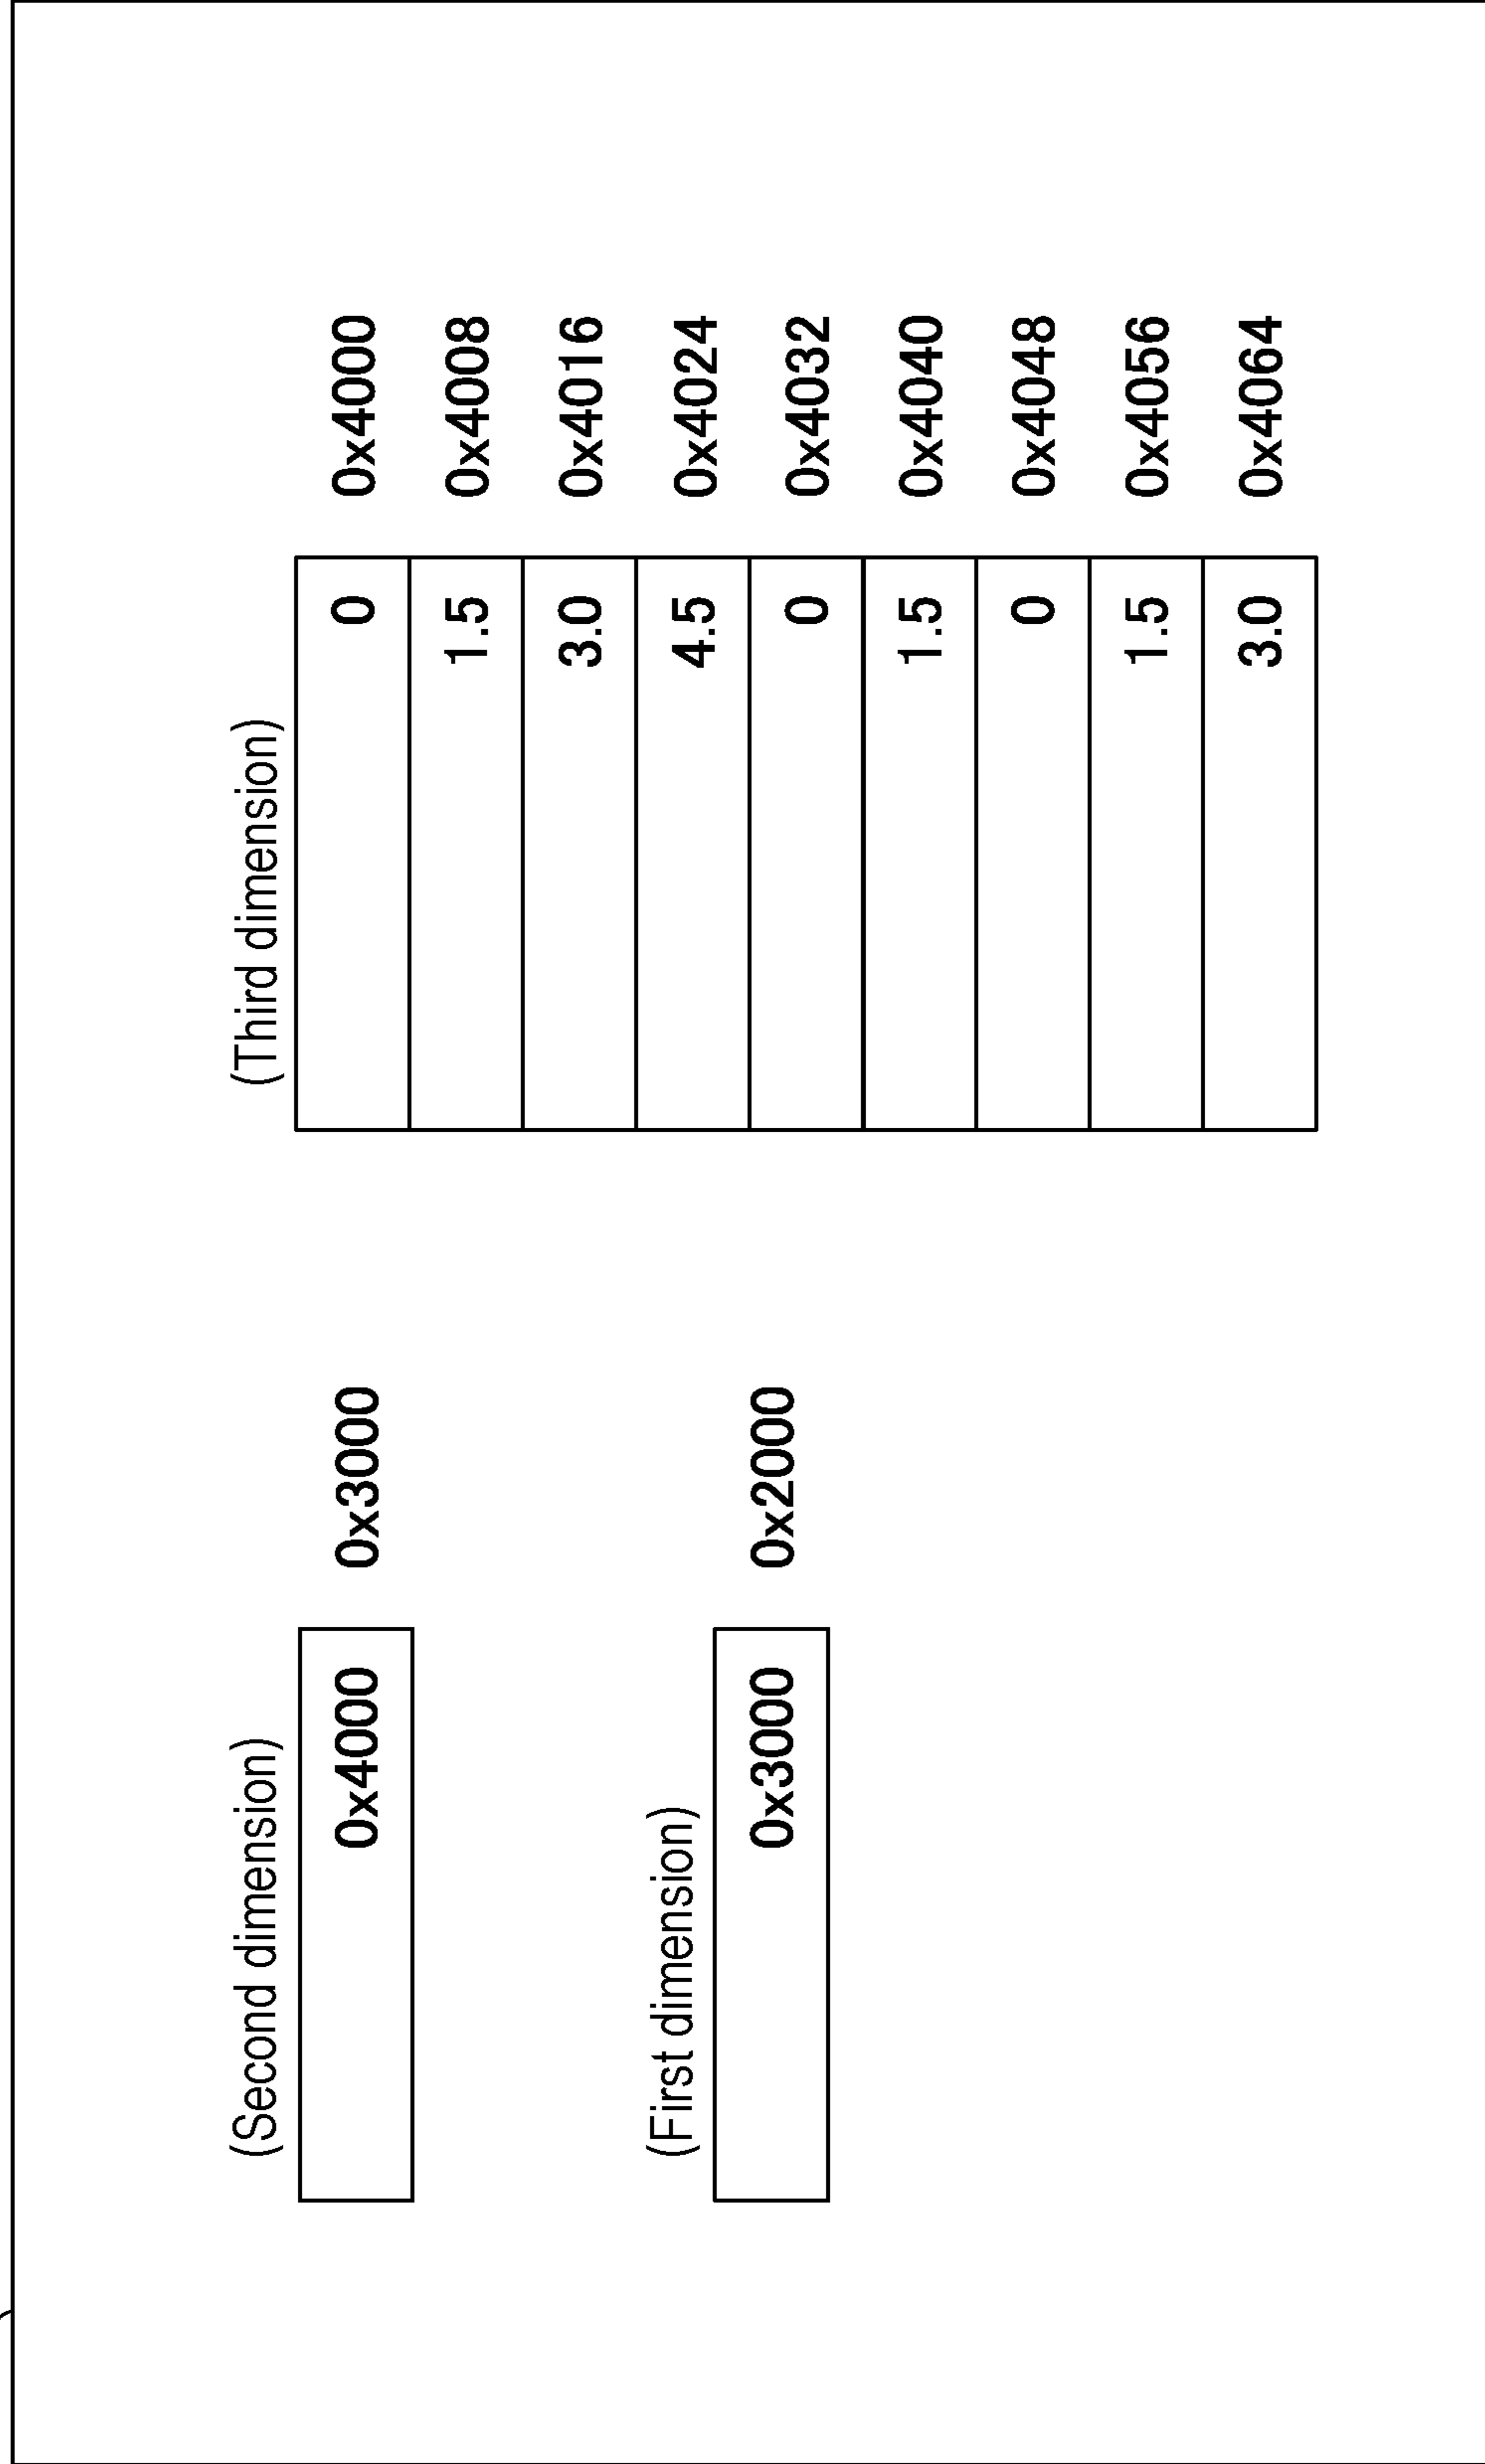 (Second dimension)
0x4000 0x3000
(First dimension)
0x3000 0x2000
(Third dimension)
0 0x4000
1.5 0x4008
3.0 0x4016
4.5 0x4024
0 0x4032
1.5 0x4040
0 0x4048
1.5 0x4056
3.0 0x4064